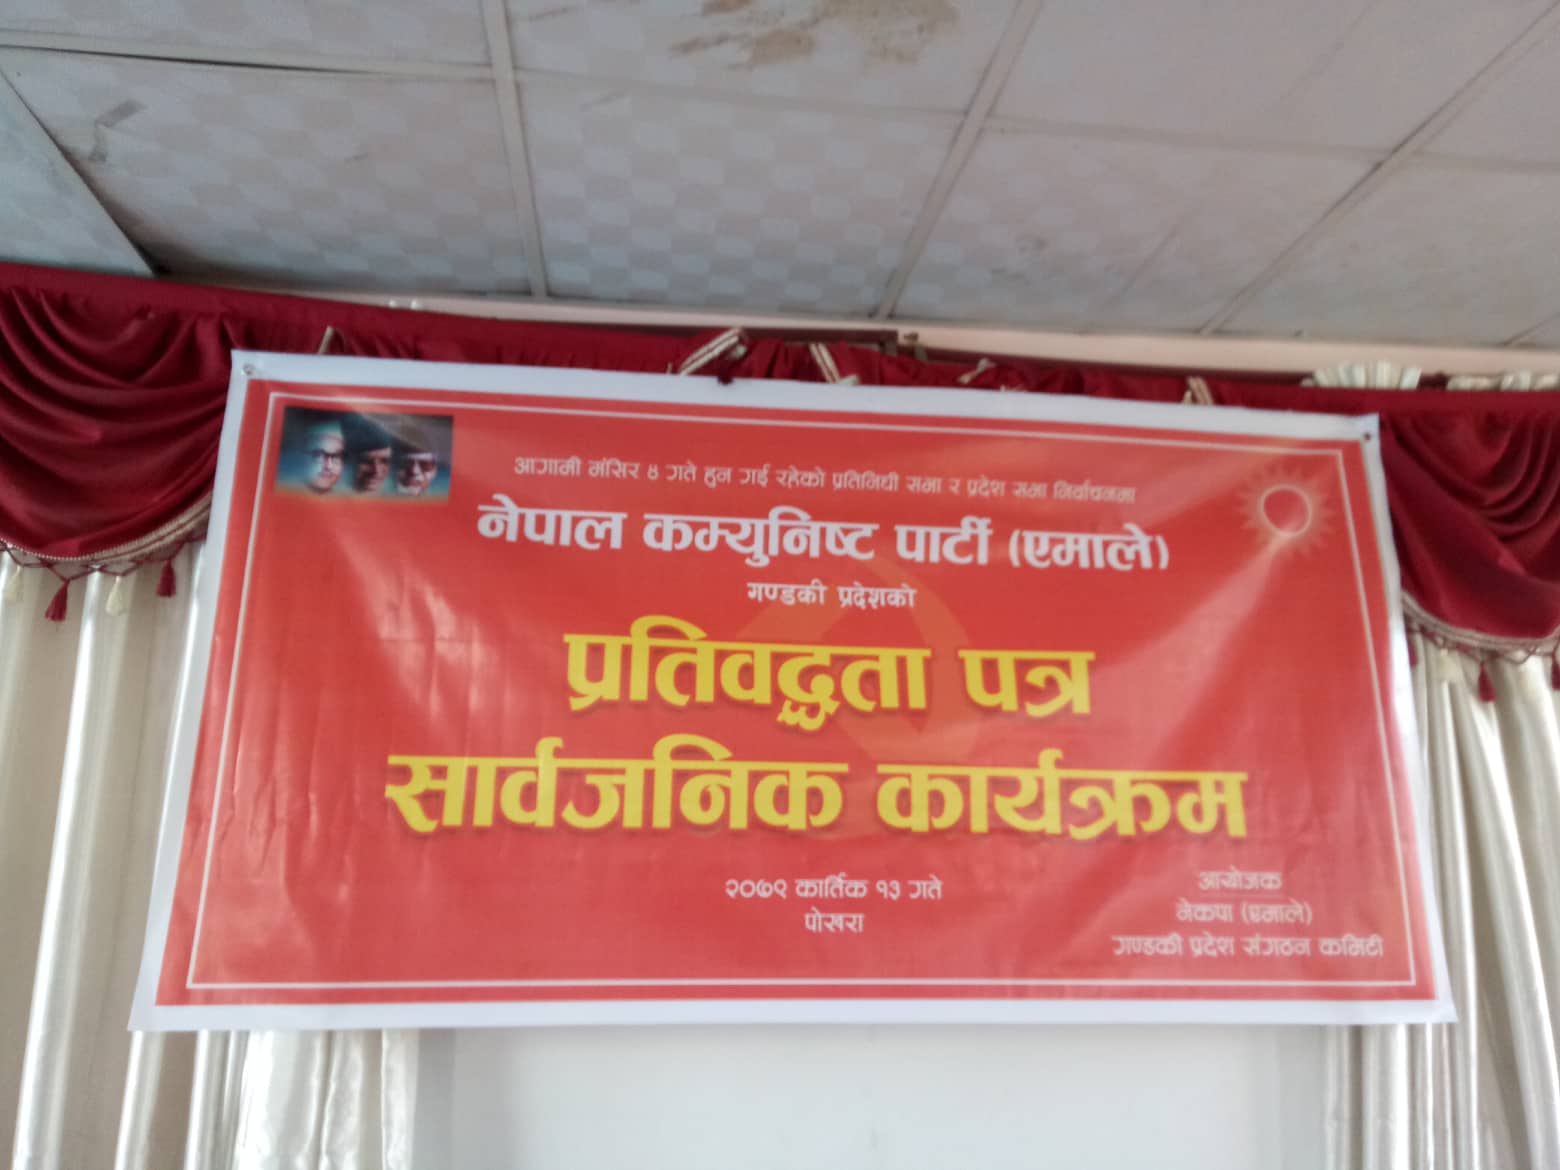 आगामी मंसिर ४ गते हुन गई रहेको प्रतिनिधी सभा र प्रदेश सभा निर्वाचनमा
नेपाल कम्युनिष्ट पार्टी (एमाले)
गण्डकी प्रदेशको
प्रतिवद्धता पत्र
सार्वजनिक कार्यक्रम
२०७९ कार्तिक १३ गते
पोखरा
आयोजक
नेकपा (एमाले)
गण्डकी प्रदेश संगठन कमिटी